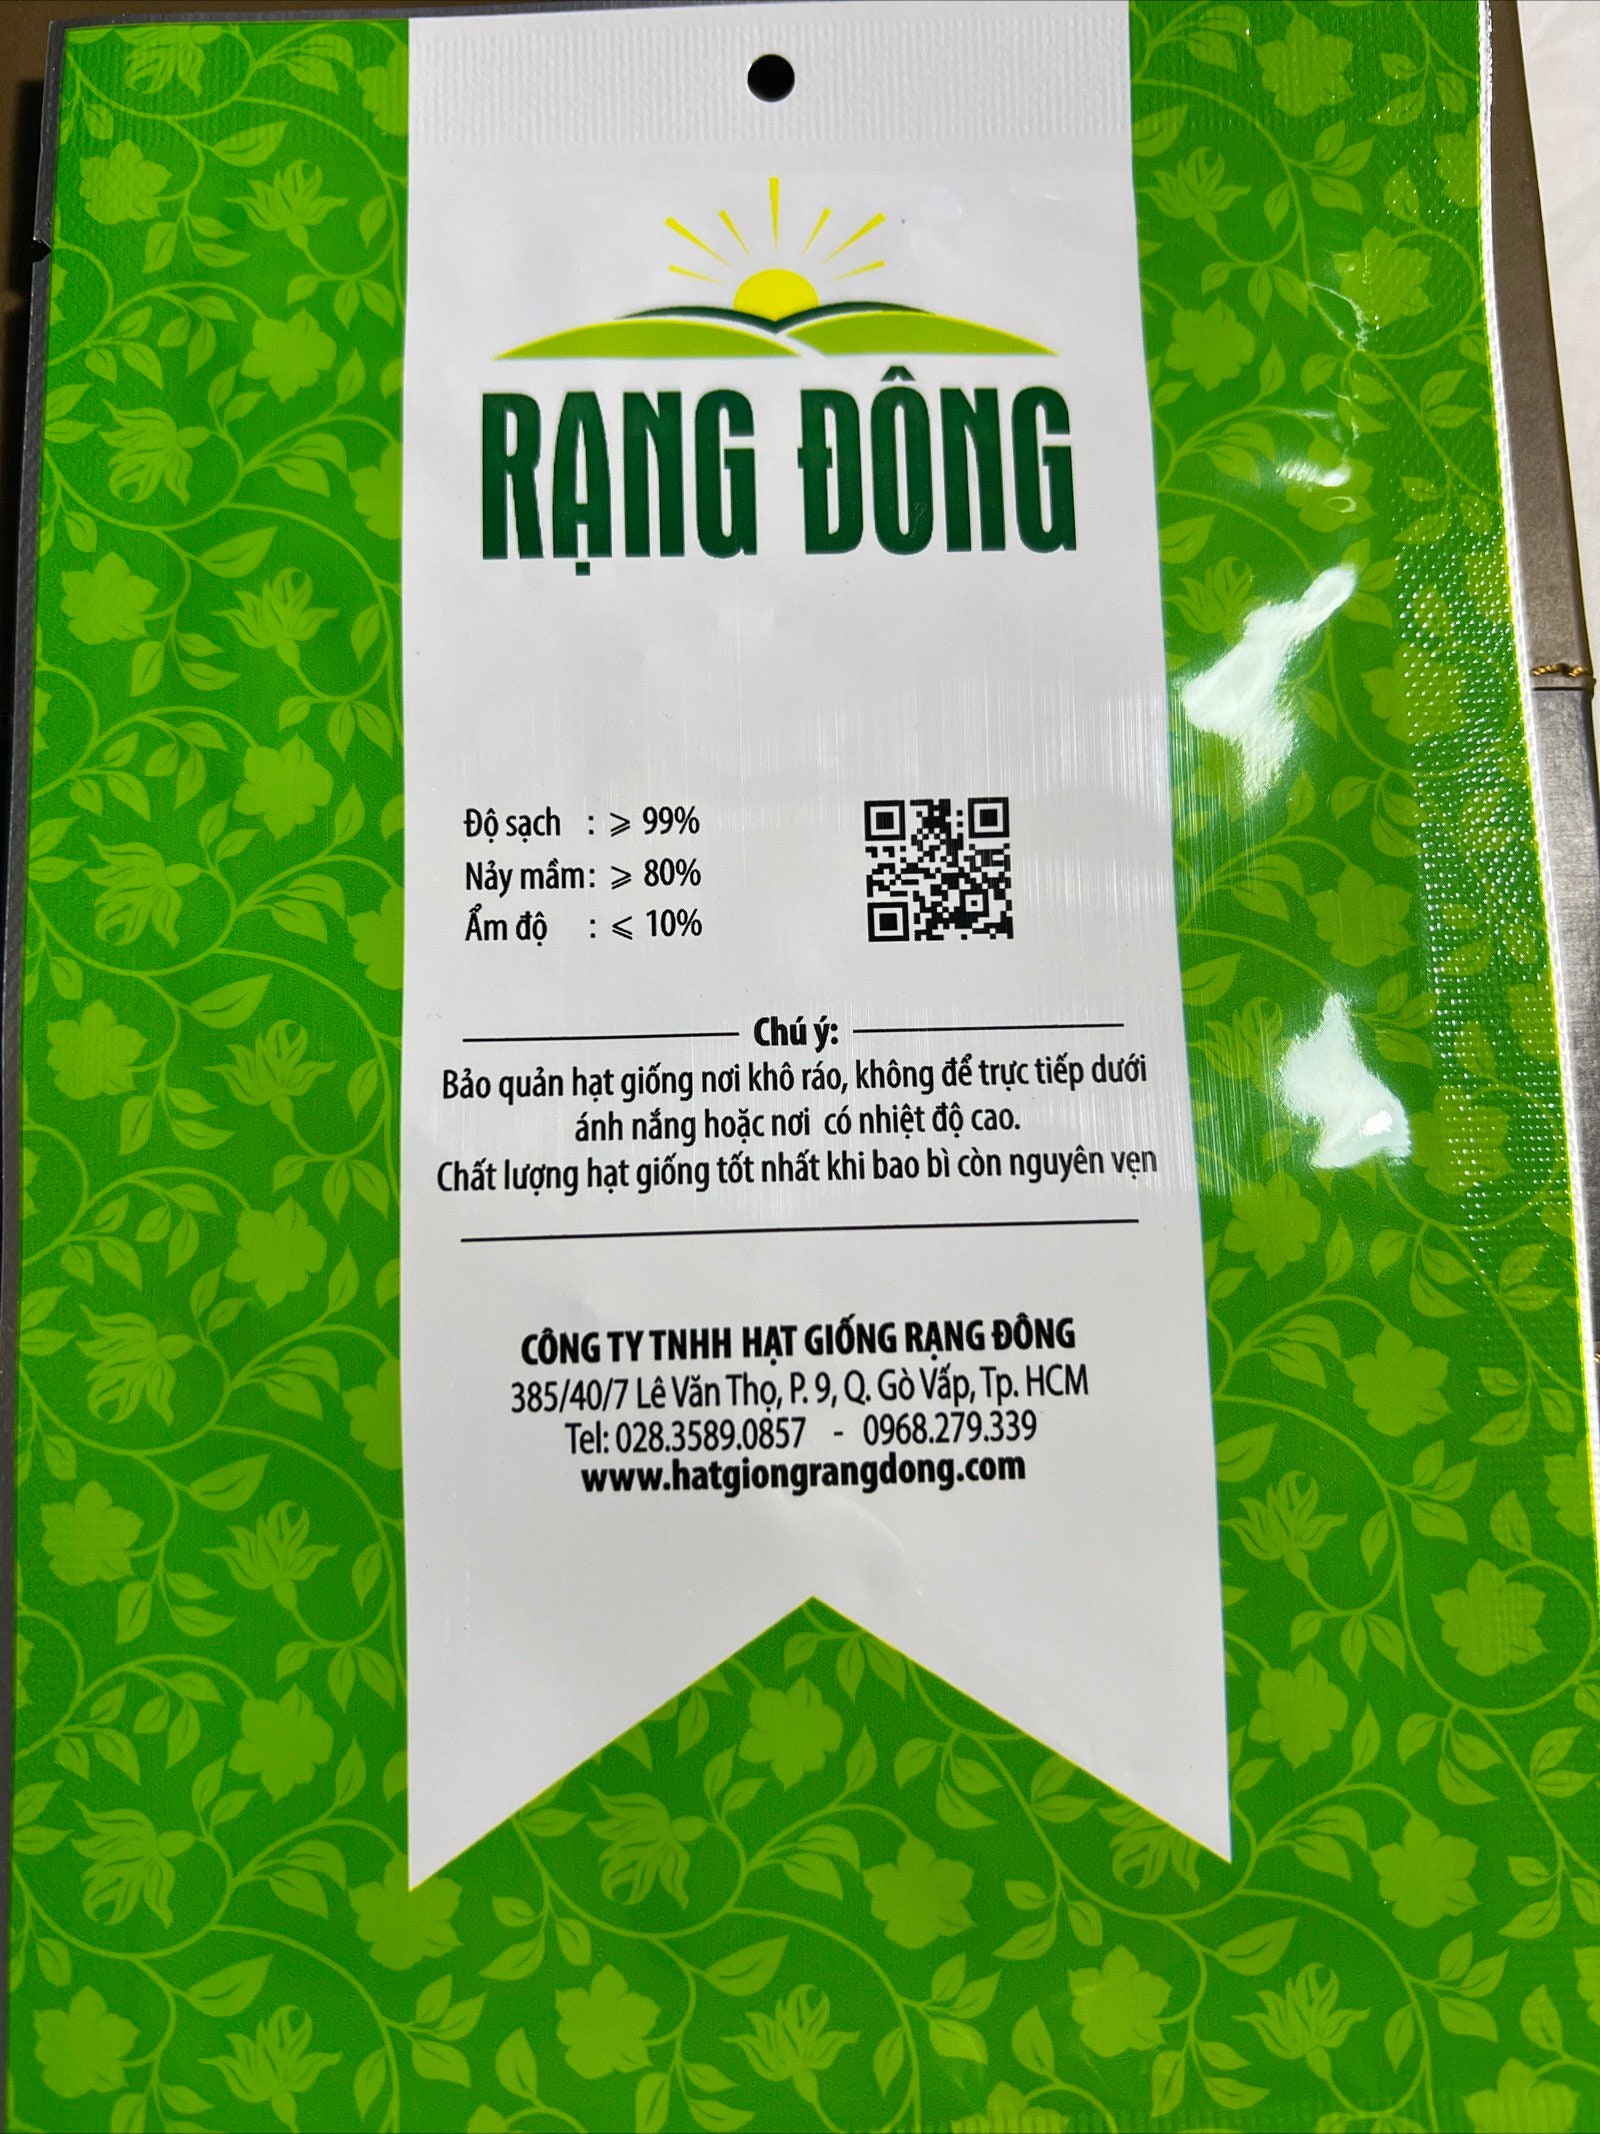 RẠNG ĐÔNG
Độ sạch : ⩾ 99%
Nảy mầm: ⩾ 80%
Ẩm độ : ⩽ 10%
Chú ý:
Bảo quản hạt giống nơi khô ráo, không để trực tiếp dưới
ánh nắng hoặc nơi có nhiệt độ cao.
Chất lượng hạt giống tốt nhất khi bao bì còn nguyên vẹn
CÔNG TY TNHH HẠT GIỐNG RẠNG ĐÔNG
385/40/7 Lê Văn Thọ, P. 9, Q. Gò Vấp, Tp. HCM
Tel: 028.3589.0857 - 0968.279.339
www.hatgiongrangdong.com